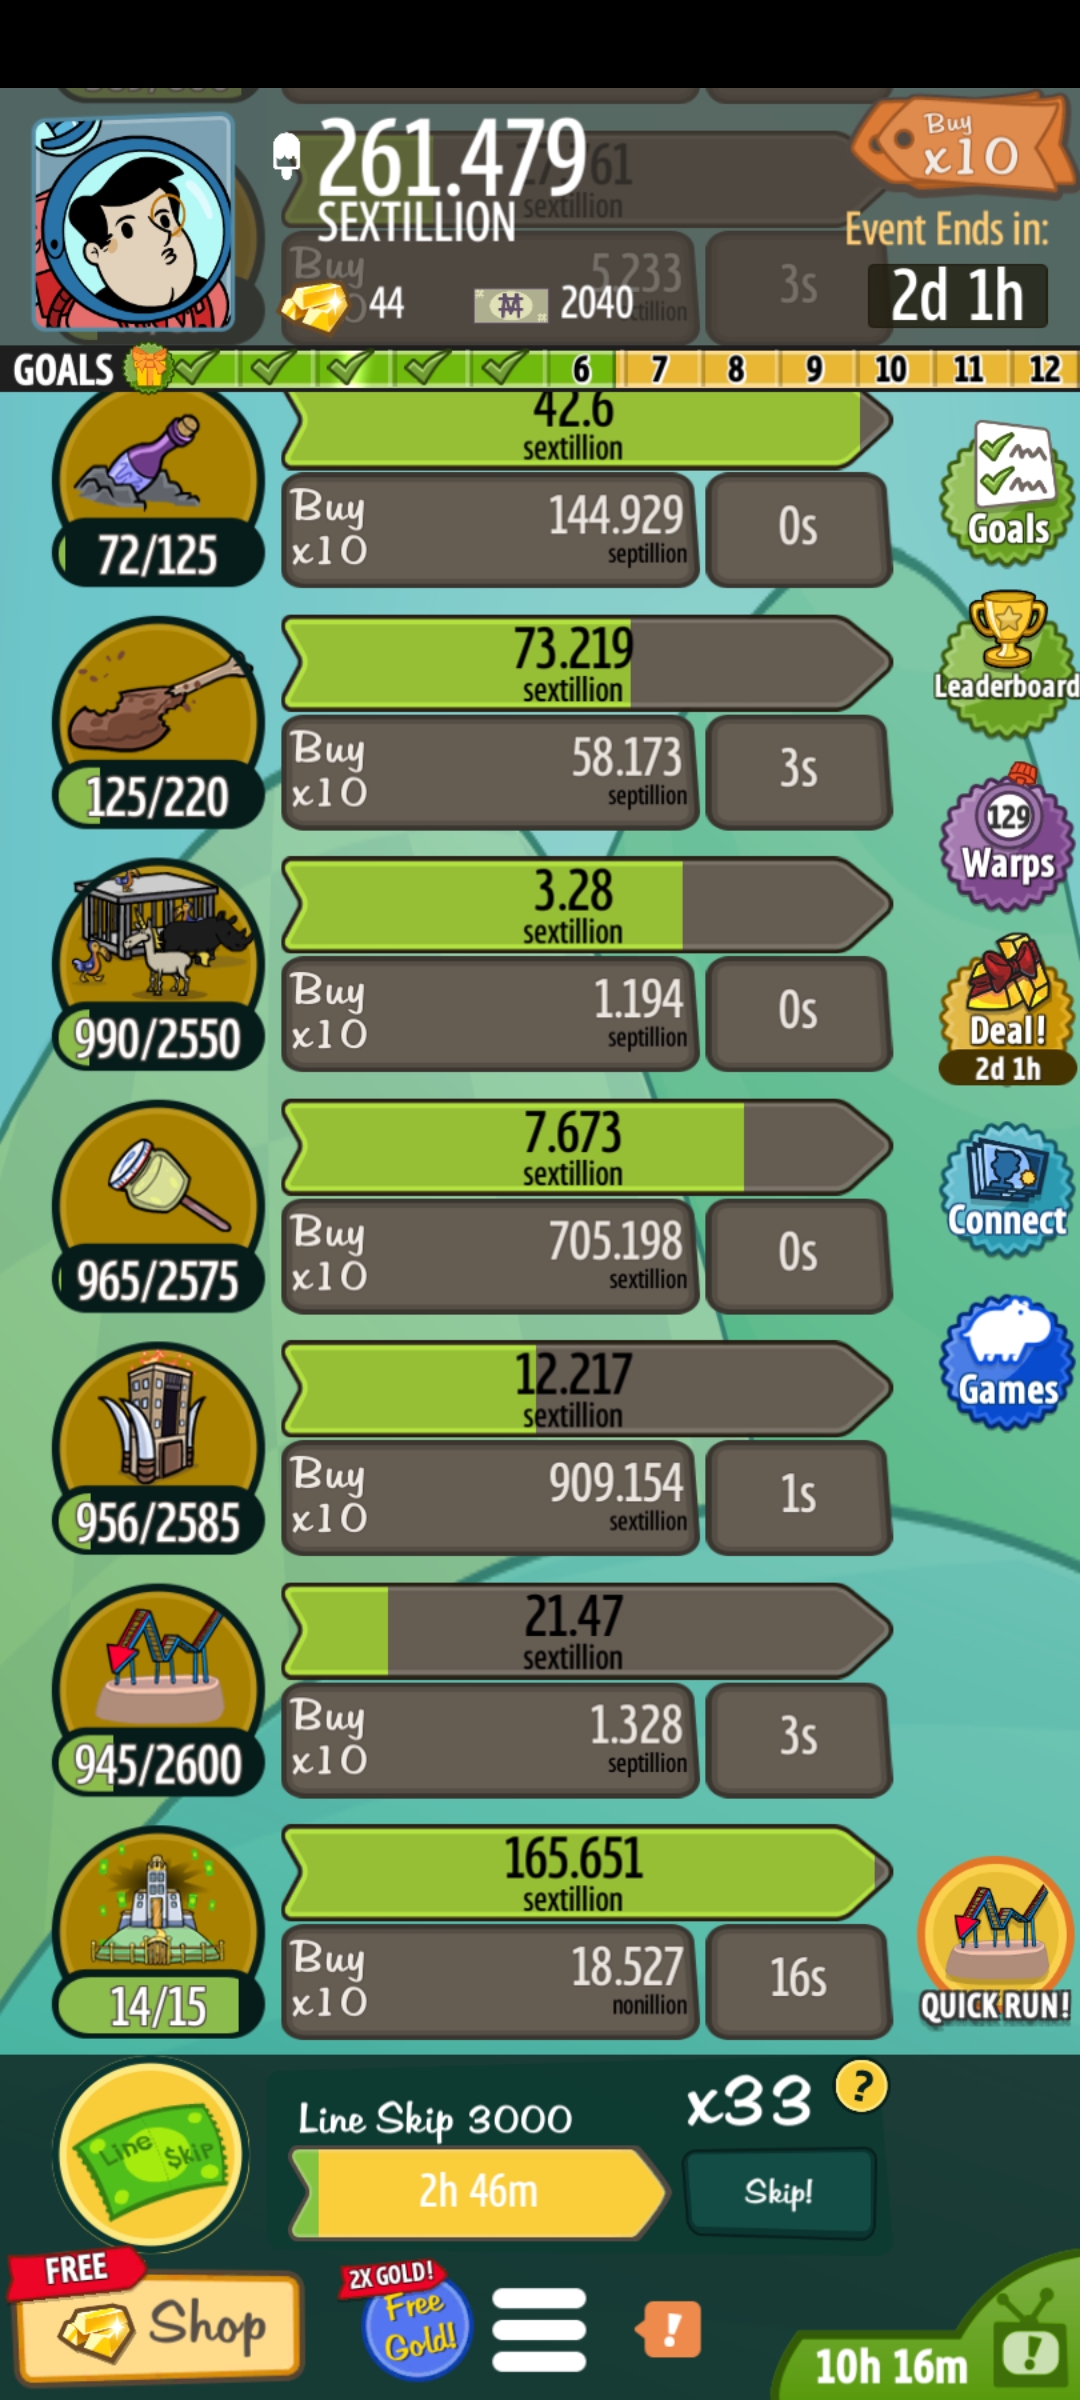 261.479
SEXTILLION
Buy
x10
Event Ends in:
2d 1h
44
2040
27.761
sextillion
Buy
5.233
3s
GOALS
6
7
8
9
10
11
12
42.6
sextillion
72/125
Buy
x10
144.929
septillion
0s
Goals
73.219
sextillion
125/220
Buy
x10
58.173
septillion
3s
Leaderboard
3.28
sextillion
990/2550
Buy
x10
1.194
septillion
0s
129
Warps
Deal!
2d 1h
7.673
sextillion
965/2575
Buy
x10
705.198
sextillion
0s
Connect
12.217
sextillion
956/2585
Buy
x10
909.154
sextillion
1s
Games
21.47
sextillion
945/2600
Buy
x10
1.328
septillion
3s
165.651
sextillion
14/15
Buy
x10
18.527
nonillion
16s
QUICK RUN!
Line $kip
Line Skip 3000
x33
?
2h 46m
Skip!
FREE
Shop
2X GOLD!
Free
Gold!
!
10h 16m
!